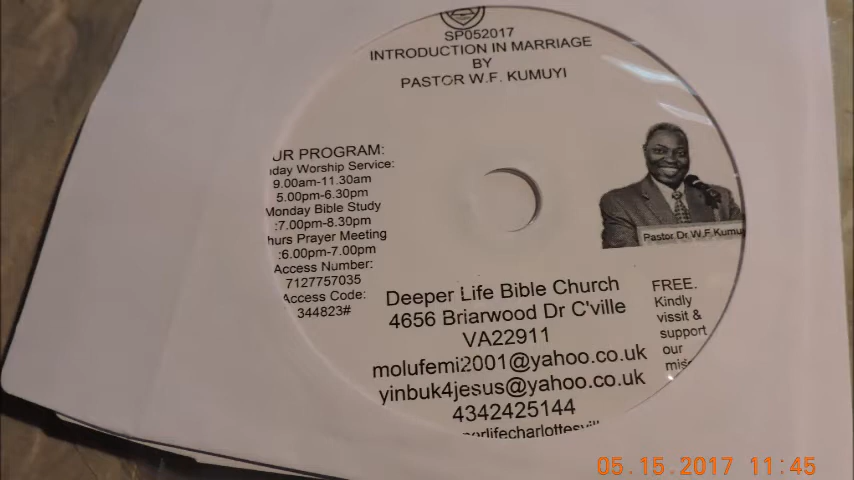 SP052017
INTRODUCTION IN MARRIAGE
BY
PASTOR W.F. KUMUYI
UR PROGRAM:
day Worship Service:
9.00am-11.30am
5.00pm-6.30pm
Monday Bible Study
:7.00pm-8.30pm
hurs Prayer Meeting
:6.00pm-7.00pm
Access Number:
7127757035
Access Code:
344823#
Pastor Dr W.F.Kumuy
Deeper Life Bible Church
4656 Briarwood Dr C'ville
VA22911
molufemi2001@yahoo.co.uk
yinbuk4jesus@yahoo.co.uk
4342425144
perlifecharlottesvill
FREE.
Kindly
vissit &
support
our
miss
05.15.2017 11:45